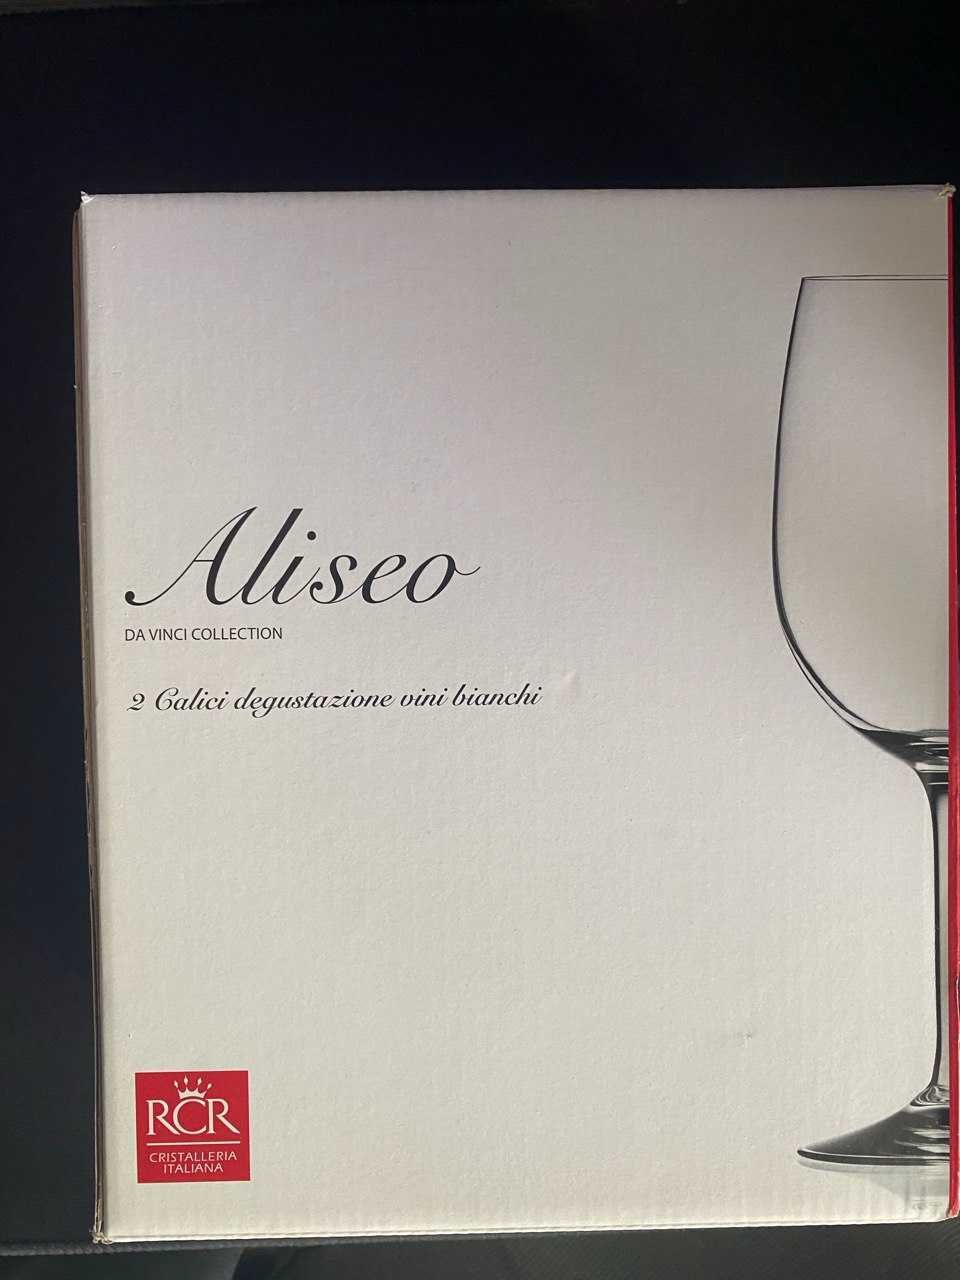 Aliseo
DA VINCI COLLECTION
2 Calici degustazione vini bianchi
RCR
CRISTALLERIA
ITALIANA